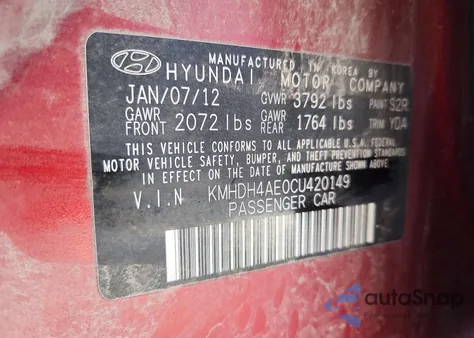 MANUFACTURED IN KOREA BY
HYUNDAI MOTOR COMPANY
JAN/07/12 GVWR 3792 lbs PAINT S2R
GAWR FRONT 2072 lbs GAWR REAR 1764 lbs TRIM YDA
THIS VEHICLE CONFORMS TO ALL APPLICABLE U.S.A. FEDERAL
MOTOR VEHICLE SAFETY, BUMPER, AND THEFT PREVENTION STANDARDS
IN EFFECT ON THE DATE OF MANUFACTURE SHOWN ABOVE.
V.I.N KMHDH4AE0CU420149
PASSENGER CAR
autoSnap